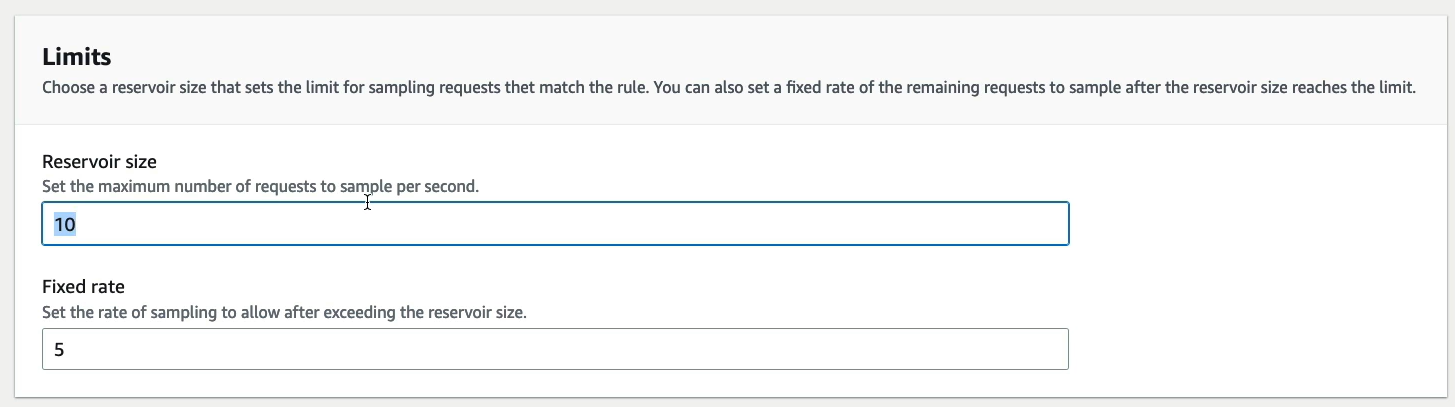 Limits
Choose a reservoir size that sets the limit for sampling requests thet match the rule. You can also set a fixed rate of the remaining requests to sample after the reservoir size reaches the limit.
Reservoir size
Set the maximum number of requests to sample per second.
10
Fixed rate
Set the rate of sampling to allow after exceeding the reservoir size.
5